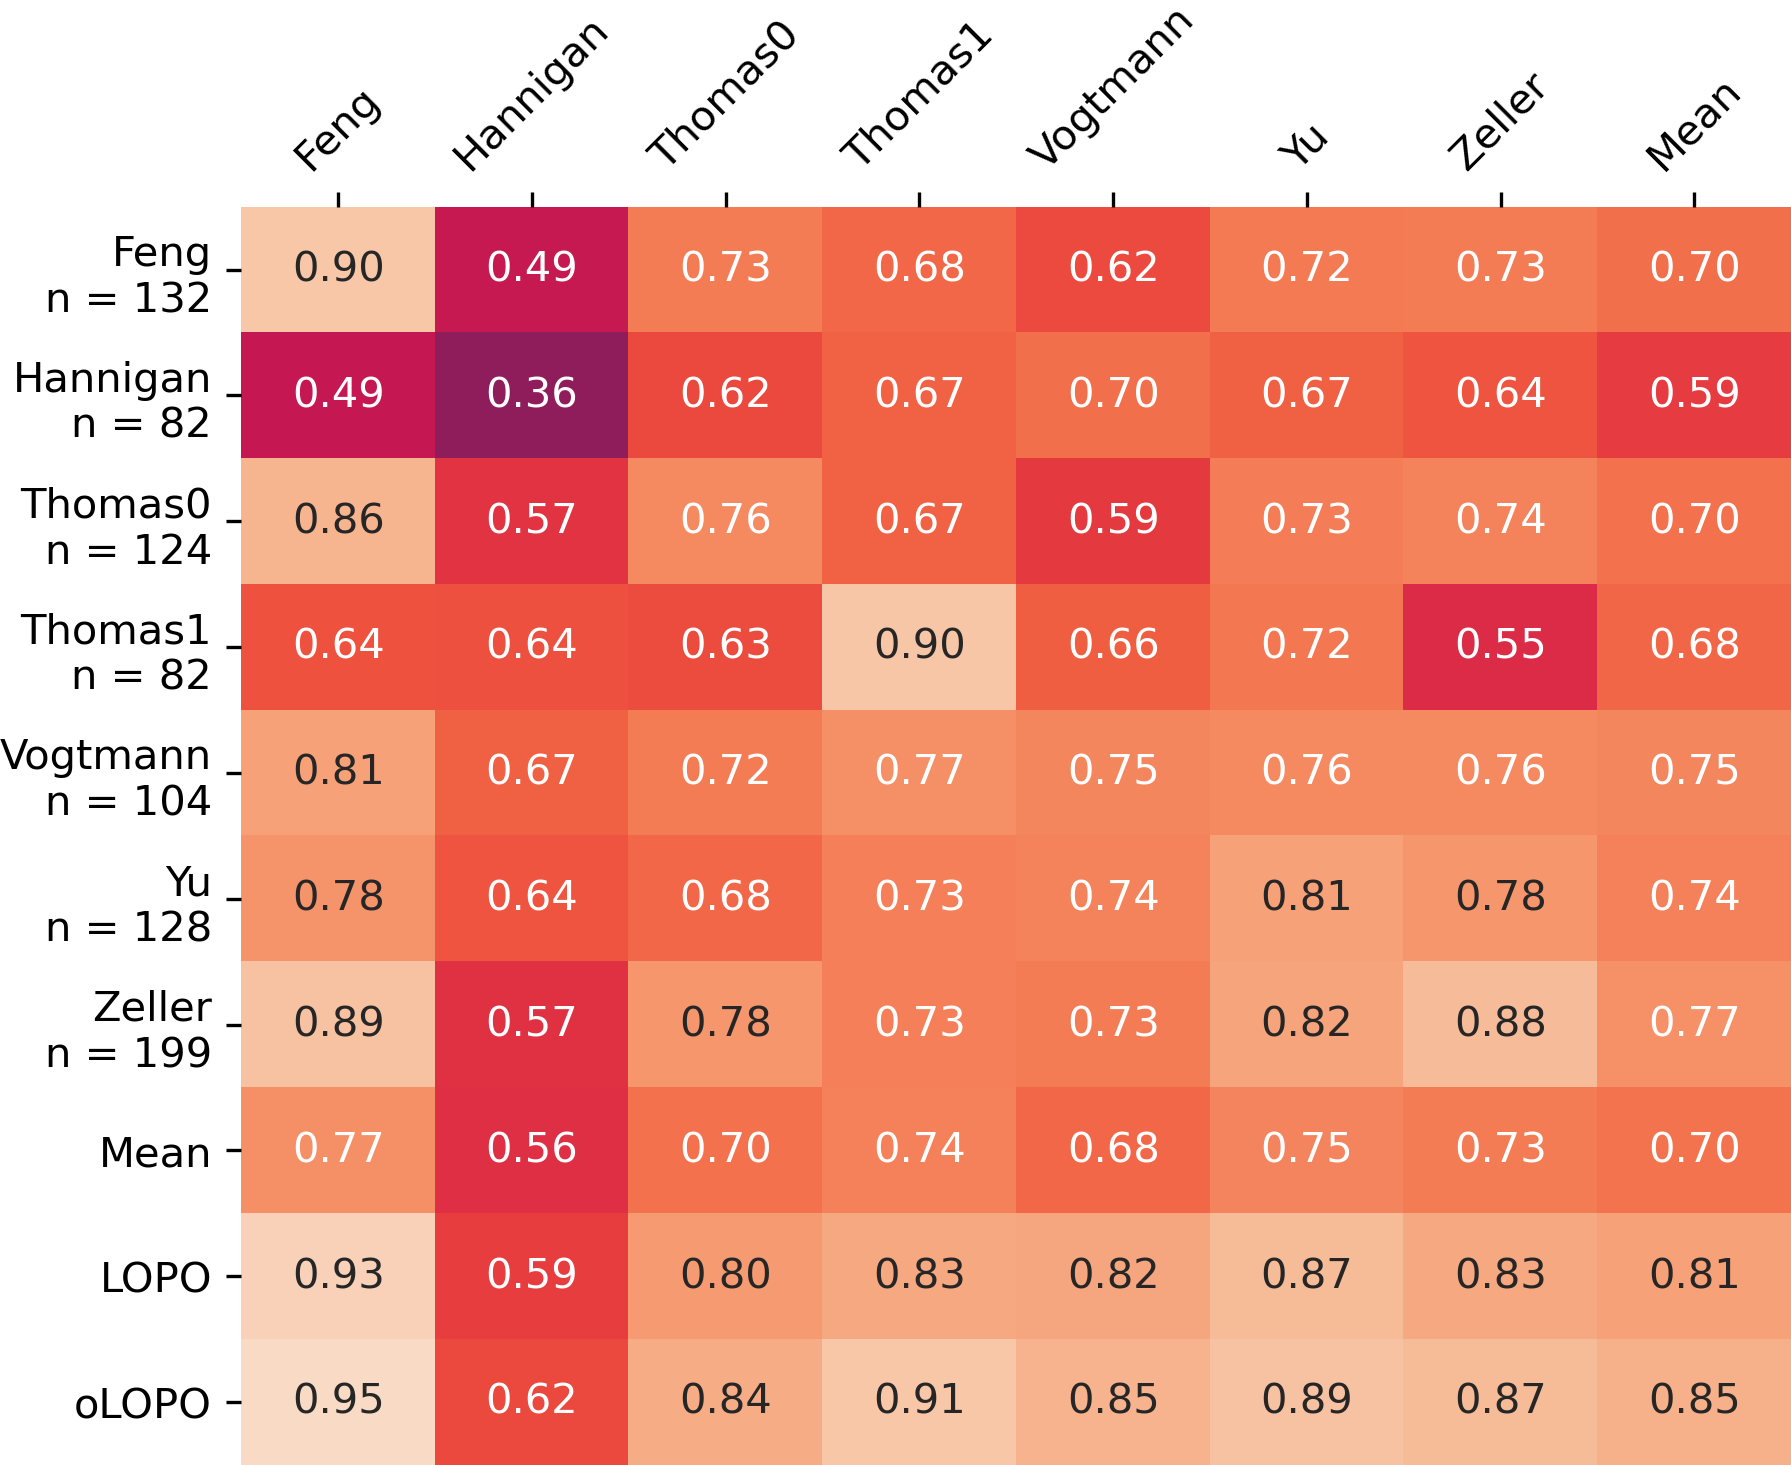 Feng Hannigan Thomas0 Thomas1 Vogtmann Yu Zeller Mean
Feng
n = 132
0.90 0.49 0.73 0.68 0.62 0.72 0.73 0.70
Hannigan
n = 82
0.49 0.36 0.62 0.67 0.70 0.67 0.64 0.59
Thomas0
n = 124
0.86 0.57 0.76 0.67 0.59 0.73 0.74 0.70
Thomas1
n = 82
0.64 0.64 0.63 0.90 0.66 0.72 0.55 0.68
Vogtmann
n = 104
0.81 0.67 0.72 0.77 0.75 0.76 0.76 0.75
Yu
n = 128
0.78 0.64 0.68 0.73 0.74 0.81 0.78 0.74
Zeller
n = 199
0.89 0.57 0.78 0.73 0.73 0.82 0.88 0.77
Mean 0.77 0.56 0.70 0.74 0.68 0.75 0.73 0.70
LOPO 0.93 0.59 0.80 0.83 0.82 0.87 0.83 0.81
oLOPO 0.95 0.62 0.84 0.91 0.85 0.89 0.87 0.85